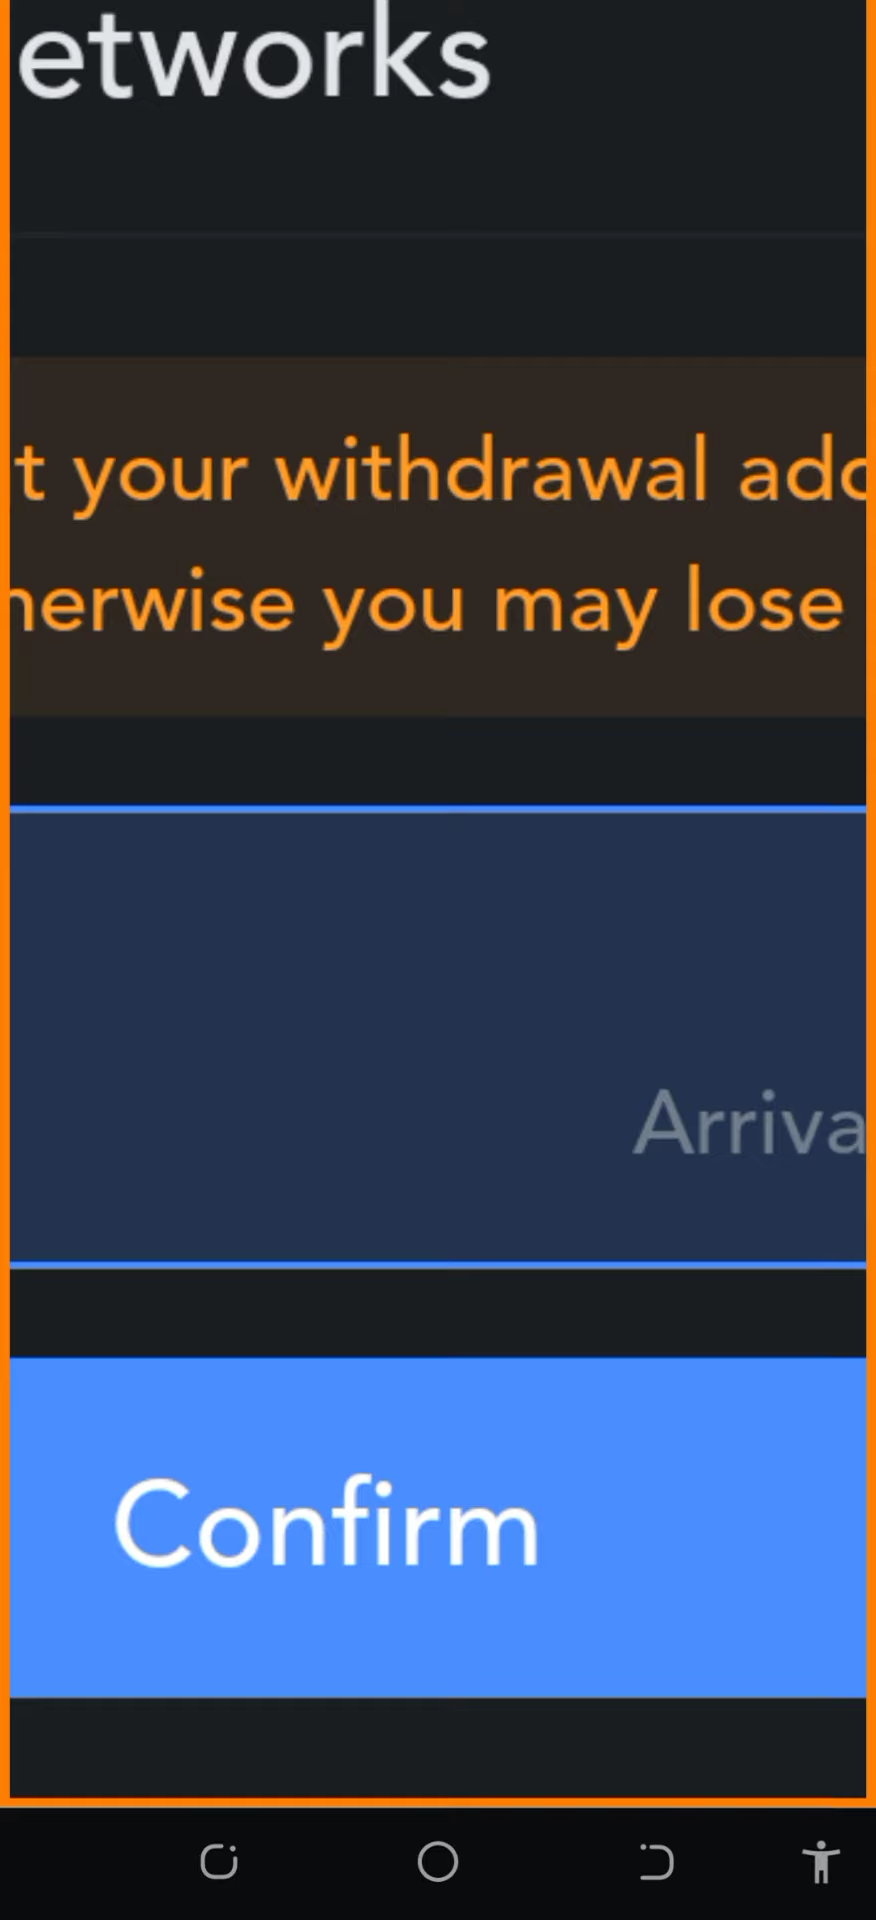 etworks
t your withdrawal add
herwise you may lose
Arriva
Confirm